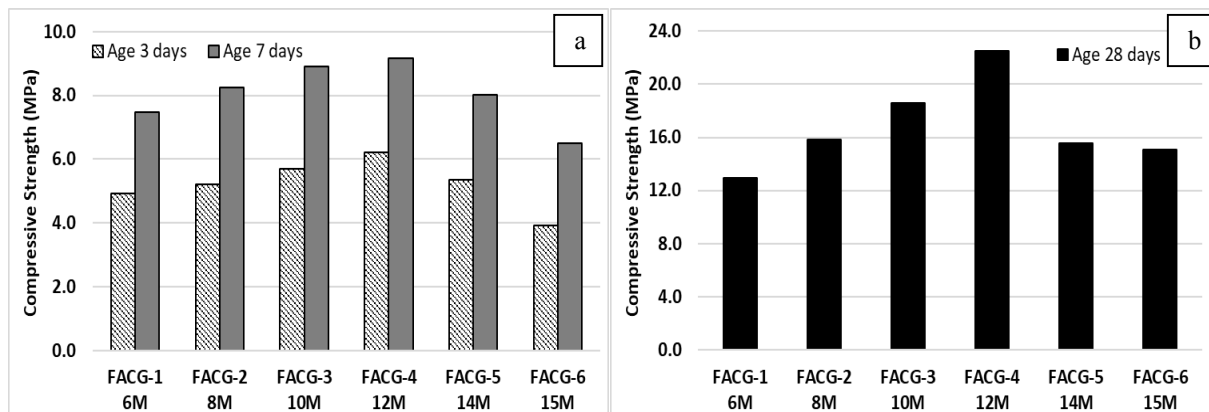 a
Age 3 days
Age 7 days
Compressive Strength (MPa)
10.0
8.0
6.0
4.0
2.0
0.0
FACG-1 FACG-2 FACG-3 FACG-4 FACG-5 FACG-6
6M 8M 10M 12M 14M 15M
b
Age 28 days
Compressive Strength (MPa)
24.0
20.0
16.0
12.0
8.0
4.0
0.0
FACG-1 FACG-2 FACG-3 FACG-4 FACG-5 FACG-6
6M 8M 10M 12M 14M 15M